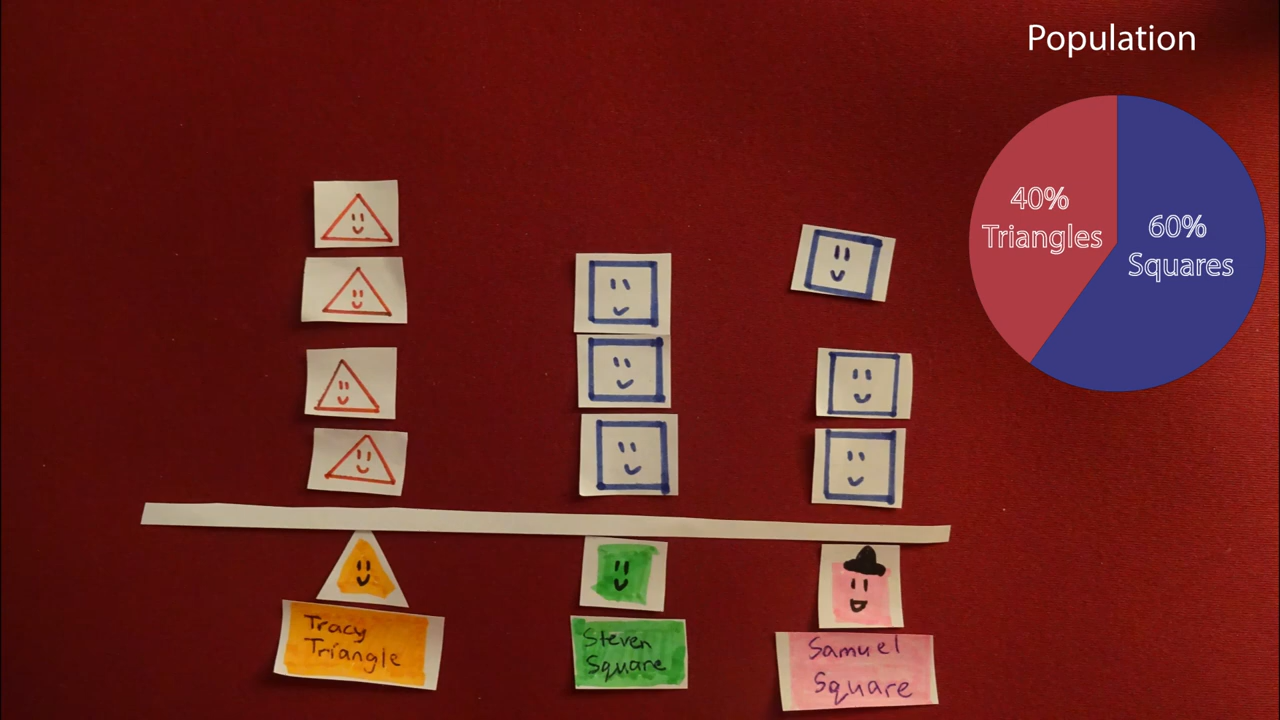 Population
40%
Triangles
60%
Squares
Tracy
Triangle
Steven
Square
Samuel
Square